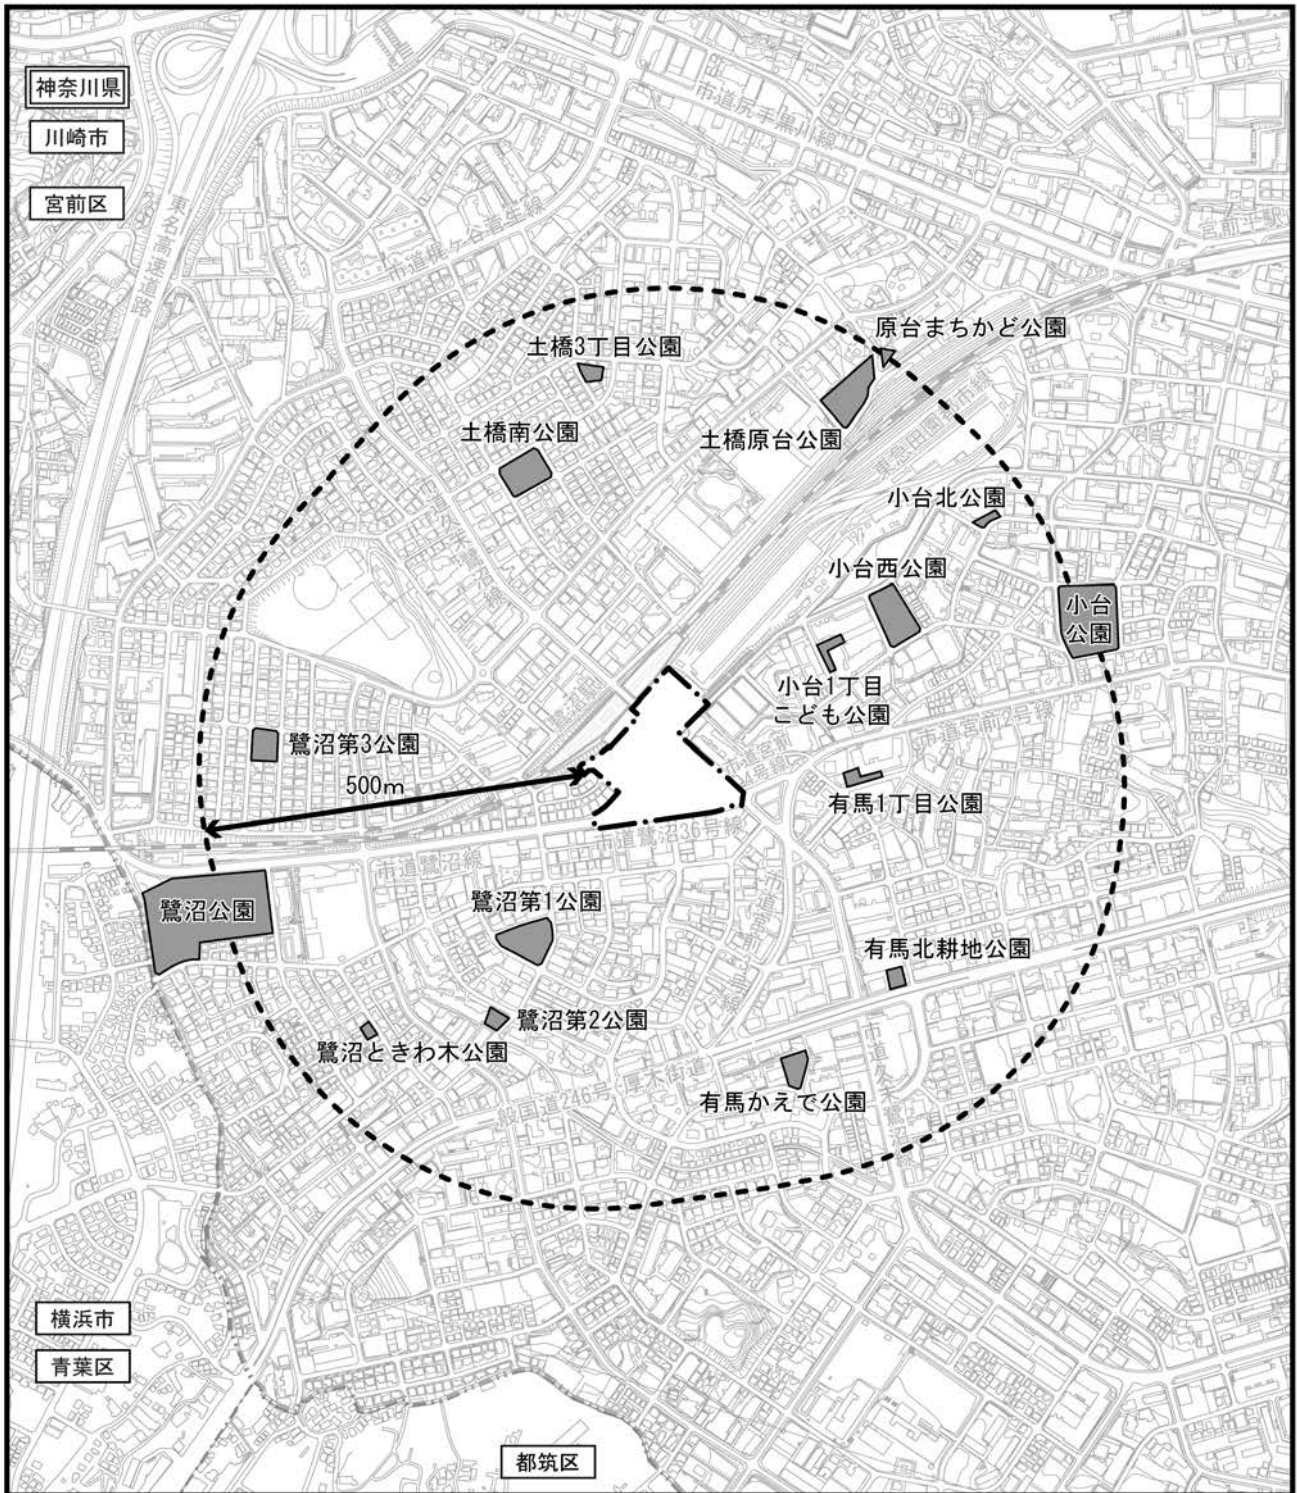 神奈川県
川崎市
宮前区
東名高速道路
市道尻手黒川線
宮前平駅
市道梶ケ谷菅生線
原台まちかど公園
土橋3丁目公園
土橋南公園
土橋原台公園
小台北公園
小台西公園
小台
公園
小台1丁目
こども公園
市道宮前2号線
鷺沼第3公園
500m
有馬1丁目公園
市道鷺沼36号線
市道鷺沼線
鷺沼公園
鷺沼第1公園
有馬北耕地公園
鷺沼第2公園
鷺沼ときわ木公園
一般国道246号(厚木街道)
有馬かえで公園
市道久末鷺沼線
横浜市
青葉区
都筑区